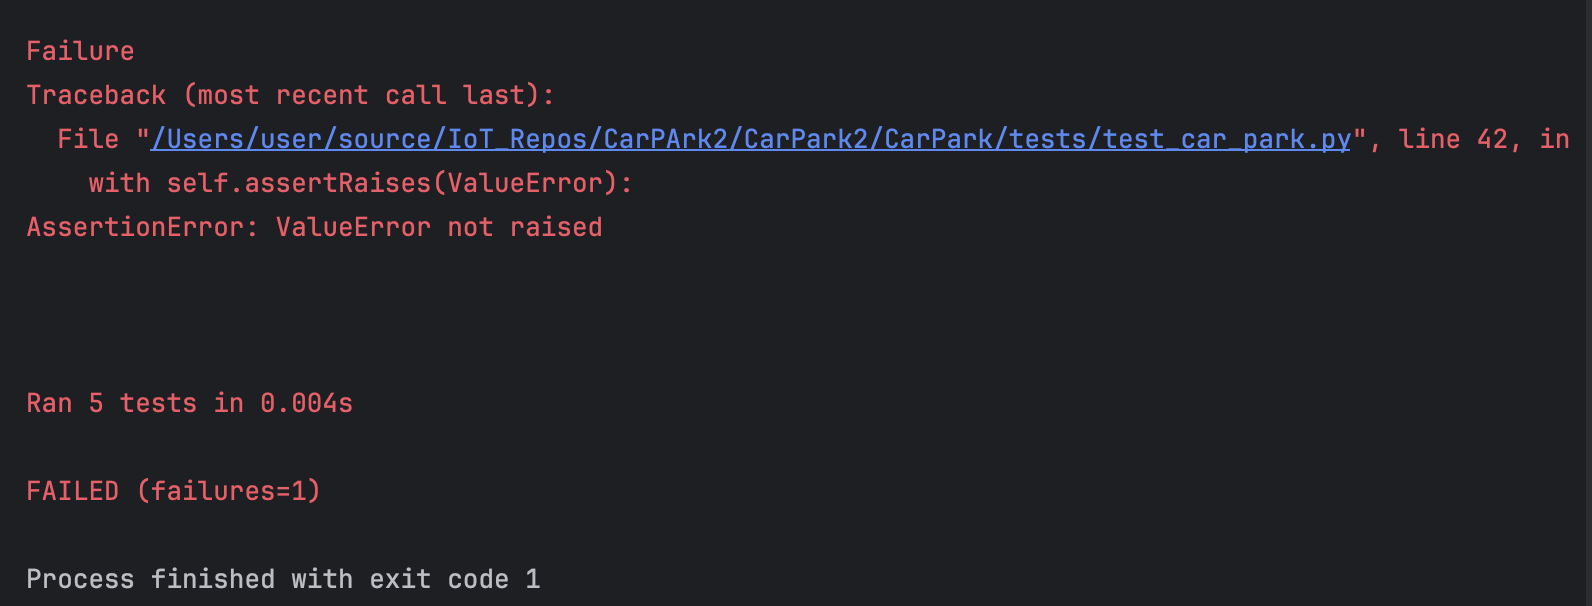 Failure
Traceback (most recent call last):
  File "/Users/user/source/IoT_Repos/CarPArk2/CarPark2/CarPark/tests/test_car_park.py", line 42, in
    with self.assertRaises(ValueError):
AssertionError: ValueError not raised
Ran 5 tests in 0.004s
FAILED (failures=1)
Process finished with exit code 1